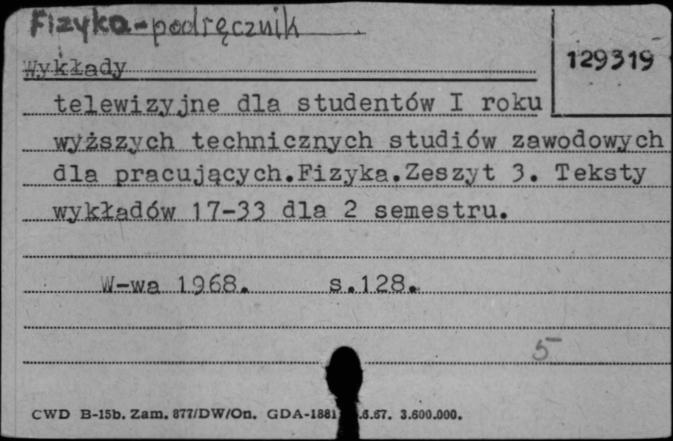 Fizyka-podręcznik
129319
Wykłady
telewizyjne dla studentów I roku
wyższych technicznych studiów zawodowych
dla pracujących.Fizyka.Zeszyt 3. Teksty
wykładów 17-33 dla 2 semestru.
W-wa 1968. s.128.
5
CWD B-15b. Zam. 877/DW/On. GDA-1881 .6.67. 3.600.000.